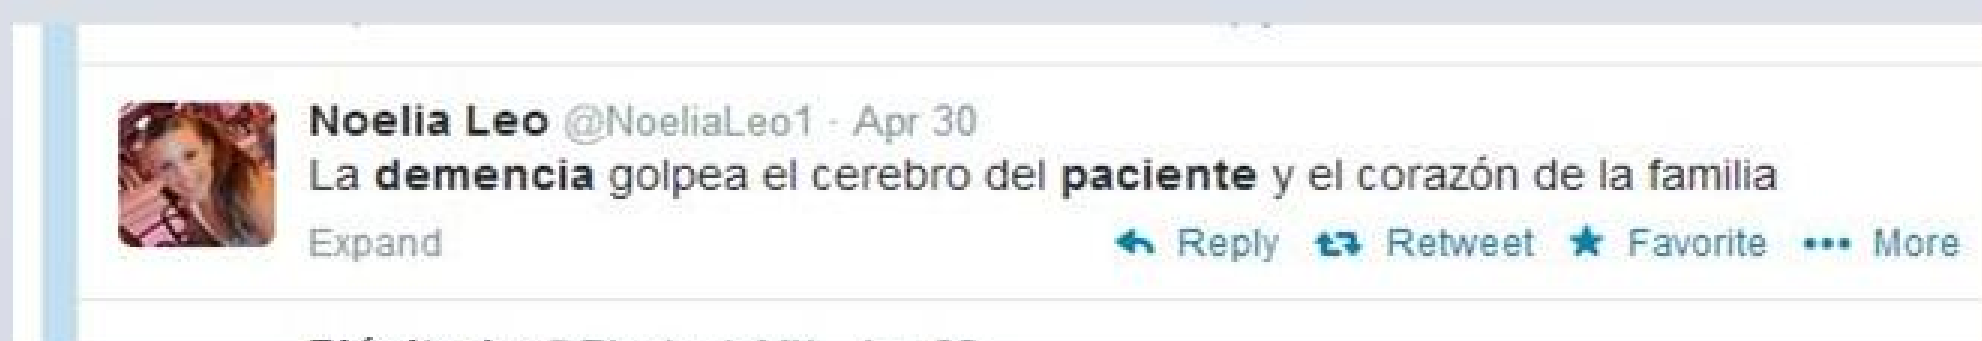 Noelia Leo @NoeliaLeo1 · Apr 30
La demencia golpea el cerebro del paciente y el corazón de la familia
Expand Reply Retweet Favorite More